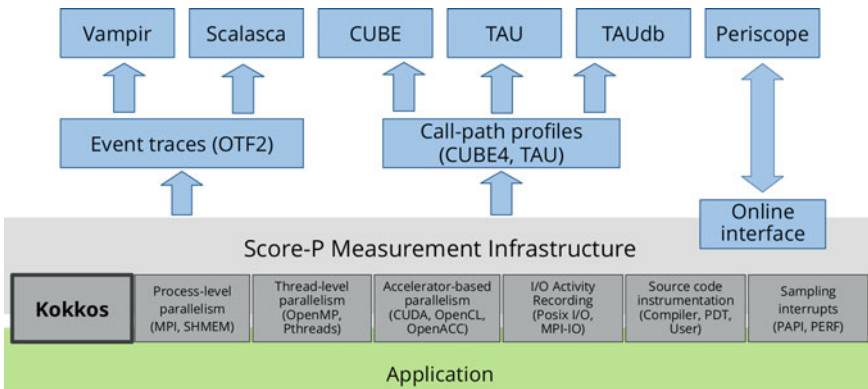 Vampir
Scalasca
CUBE
TAU
TAUdb
Periscope
Event traces (OTF2)
Call-path profiles
(CUBE4, TAU)
Online
interface
Score-P Measurement Infrastructure
Kokkos
Process-level
parallelism
(MPI, SHMEM)
Thread-level
parallelism
(OpenMP,
Pthreads)
Accelerator-based
parallelism
(CUDA, OpenCL,
OpenACC)
I/O Activity
Recording
(Posix I/O,
MPI-IO)
Source code
instrumentation
(Compiler, PDT,
User)
Sampling
interrupts
(PAPI, PERF)
Application